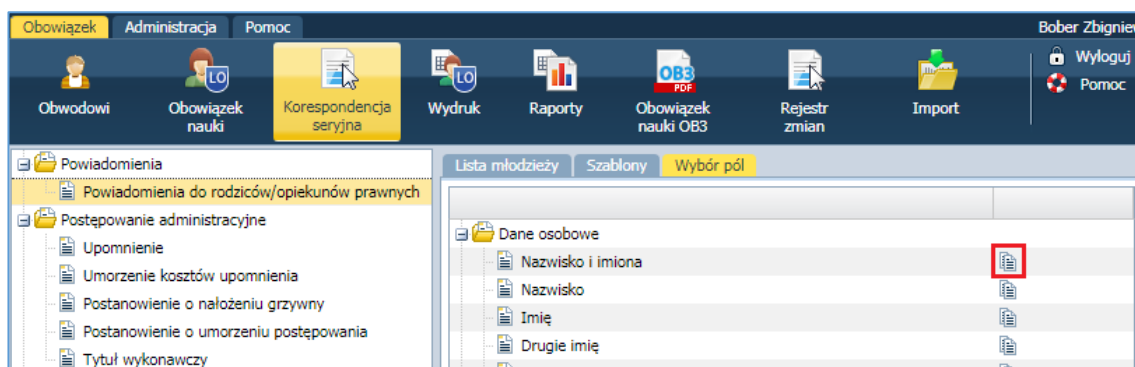 Obowiązek Administracja Pomoc
Wyloguj
Pomoc
Obwodowi
Obowiązek
nauki
LO
Korespondencja
seryjna
Wydruk
LO
Raporty
OB3
PDF
Obowiązek
nauki OB3
Rejestr
zmian
Import
Powiadomienia
Powiadomienia do rodziców/opiekunów prawnych
Postępowanie administracyjne
Upomnienie
Umorzenie kosztów upomnienia
Postanowienie o nałożeniu grzywny
Postanowienie o umorzeniu postępowania
Tytuł wykonawczy
Lista młodzieży Szablony Wybór pól
Dane osobowe
Nazwisko i imiona
Nazwisko
Imię
Drugie imię
Bober Zbigniew